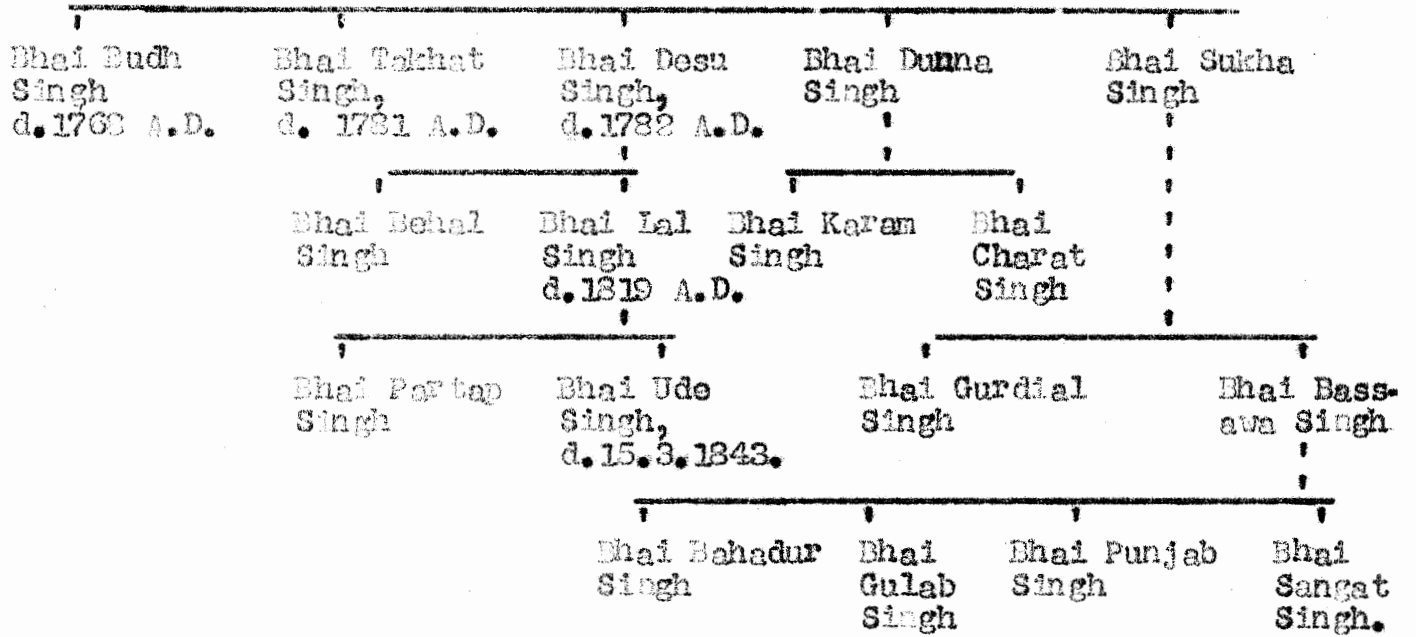 Bhai Budh Bhai Takhat Bhai Desu Bhai Dunna Bhai Sukha
Singh Singh, Singh, Singh Singh
d.1768 A.D. d. 1781 A.D. d.1782 A.D.
Bhai Behal Bhai Lal Bhai Karam Bhai
Singh Singh Singh Charat
d.1819 A.D. Singh
Bhai Partap Bhai Ude Bhai Gurdial Bhai Bass-
Singh Singh, Singh awa Singh
d.15.3.1843.
Bhai Bahadur Bhai Bhai Punjab Bhai
Singh Gulab Singh Sangat
Singh Singh.